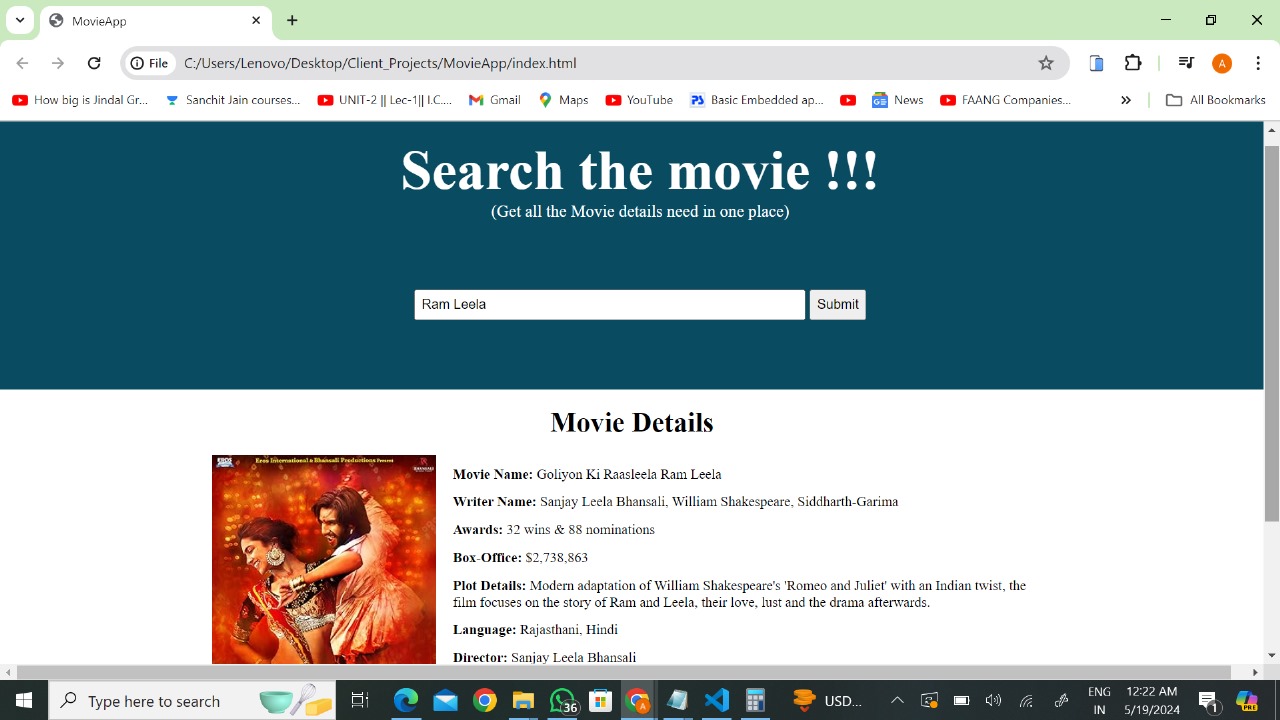 MovieApp
File
C:/Users/Lenovo/Desktop/Client_Projects/MovieApp/index.html
A
How big is Jindal Gr...
Sanchit Jain courses...
UNIT-2 || Lec-1|| I.C....
Gmail
Maps
YouTube
Basic Embedded ap...
News
FAANG Companies...
»
All Bookmarks
Search the movie !!!
(Get all the Movie details need in one place)
Ram Leela
Submit
Movie Details
EROS
Eros International & Bhansali Productions Present
BHANSALI
Movie Name: Goliyon Ki Raasleela Ram Leela
Writer Name: Sanjay Leela Bhansali, William Shakespeare, Siddharth-Garima
Awards: 32 wins & 88 nominations
Box-Office: $2,738,863
Plot Details: Modern adaptation of William Shakespeare's 'Romeo and Juliet' with an Indian twist, the
film focuses on the story of Ram and Leela, their love, lust and the drama afterwards.
Language: Rajasthani, Hindi
Director: Sanjay Leela Bhansali
Type here to search
36
A
USD...
ENG
IN
12:22 AM
5/19/2024
1
PRE